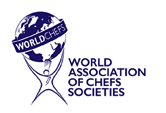 WORLDCHEFS
WORLD
ASSOCIATION
OF CHEFS
SOCIETIES